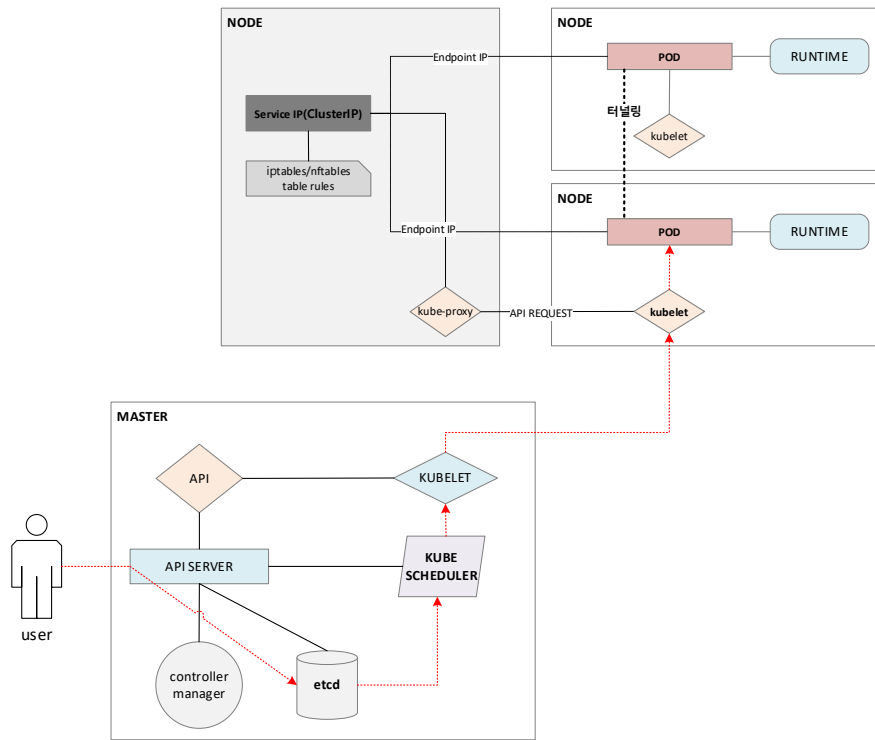 NODE
Service IP(ClusterIP)
iptables/nftables
table rules
Endpoint IP
Endpoint IP
kube-proxy
API REQUEST
NODE
POD
RUNTIME
터널링
kubelet
NODE
POD
RUNTIME
kubelet
MASTER
API
KUBELET
API SERVER
KUBE
SCHEDULER
user
controller
manager
etcd